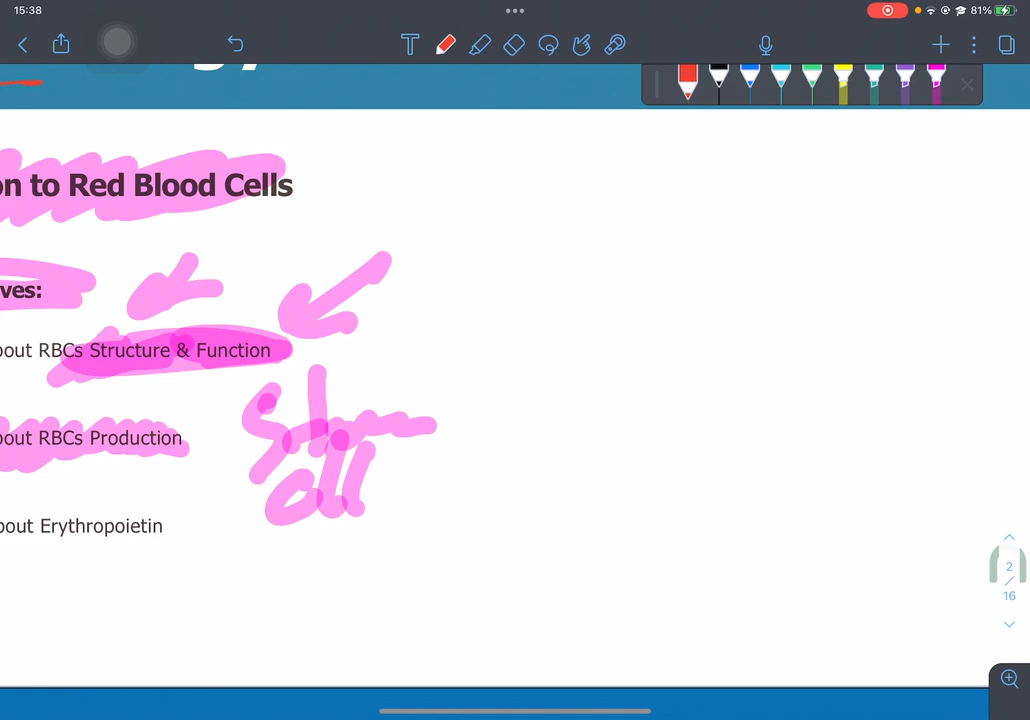 15:38
81%
on to Red Blood Cells
ves:
bout RBCs Structure & Function
bout RBCs Production
bout Erythropoietin
2
/
16